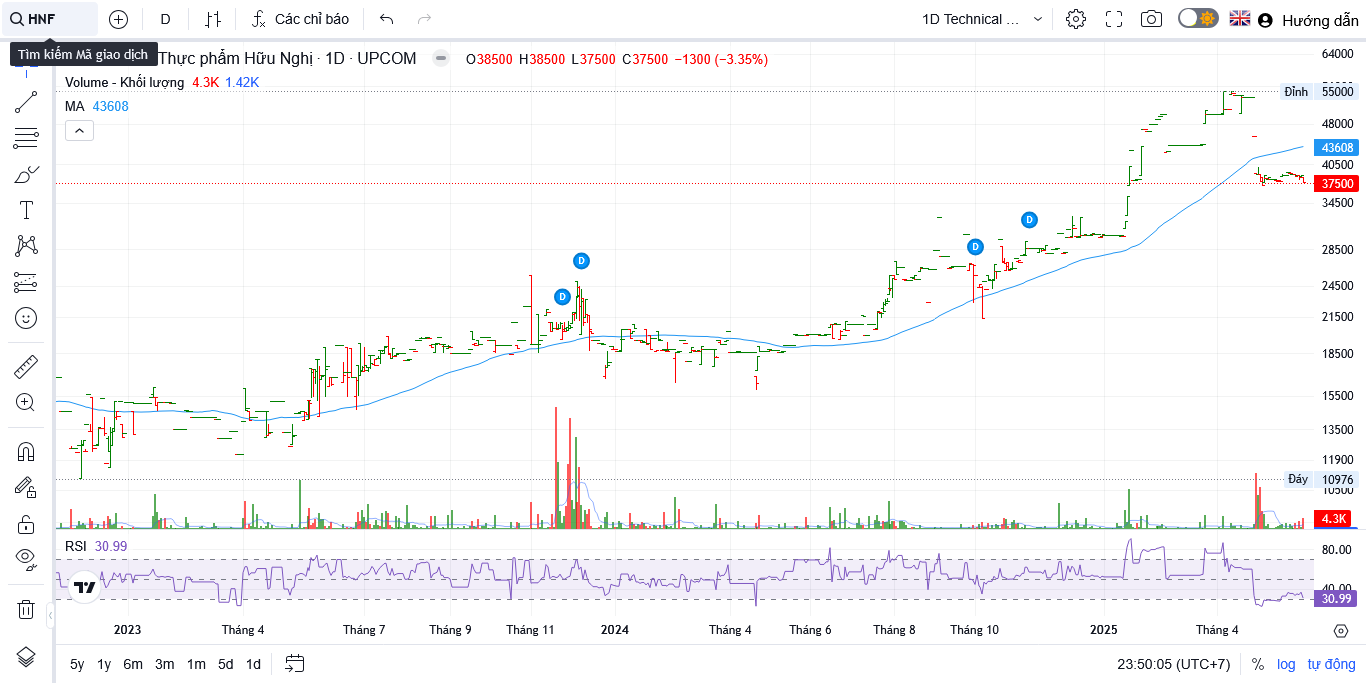 HNF
D
Các chỉ báo
1D Technical ...
Hướng dẫn
Tìm kiếm Mã giao dịch
Thực phẩm Hữu Nghị · 1D · UPCOM
O38500 H38500 L37500 C37500 −1300 (−3.35%)
Volume - Khối lượng 4.3K 1.42K
MA 43608
64000
Đỉnh 55000
48000
43608
40500
37500
34500
28500
24500
21500
18500
15500
13500
11900
Đáy 10976
10500
4.3K
D
D
D
D
RSI 30.99
80.00
40.00
30.99
2023 Tháng 4 Tháng 7 Tháng 9 Tháng 11 2024 Tháng 4 Tháng 6 Tháng 8 Tháng 10 2025 Tháng 4
5y 1y 6m 3m 1m 5d 1d
23:50:05 (UTC+7) % log tự động